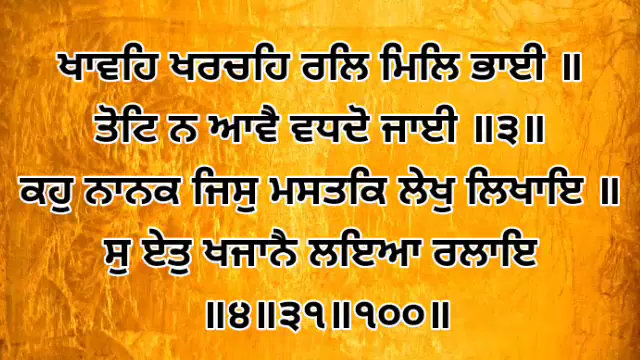 ਖਾਵਹਿ ਖਰਚਹਿ ਰਲਿ ਮਿਲਿ ਭਾਈ ॥
ਤੋਟਿ ਨ ਆਵੈ ਵਧਦੋ ਜਾਈ ॥੩॥
ਕਹੁ ਨਾਨਕ ਜਿਸੁ ਮਸਤਕਿ ਲੇਖੁ ਲਿਖਾਇ ॥
ਸੁ ਏਤੁ ਖਜਾਨੈ ਲਇਆ ਰਲਾਇ
॥੪॥੩੧॥੧੦੦॥